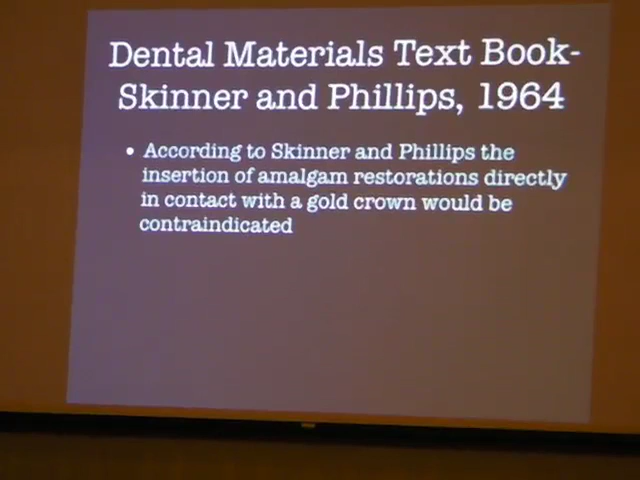 Dental Materials Text Book-
Skinner and Phillips, 1964
• According to Skinner and Phillips the
insertion of amalgam restorations directly
in contact with a gold crown would be
contraindicated